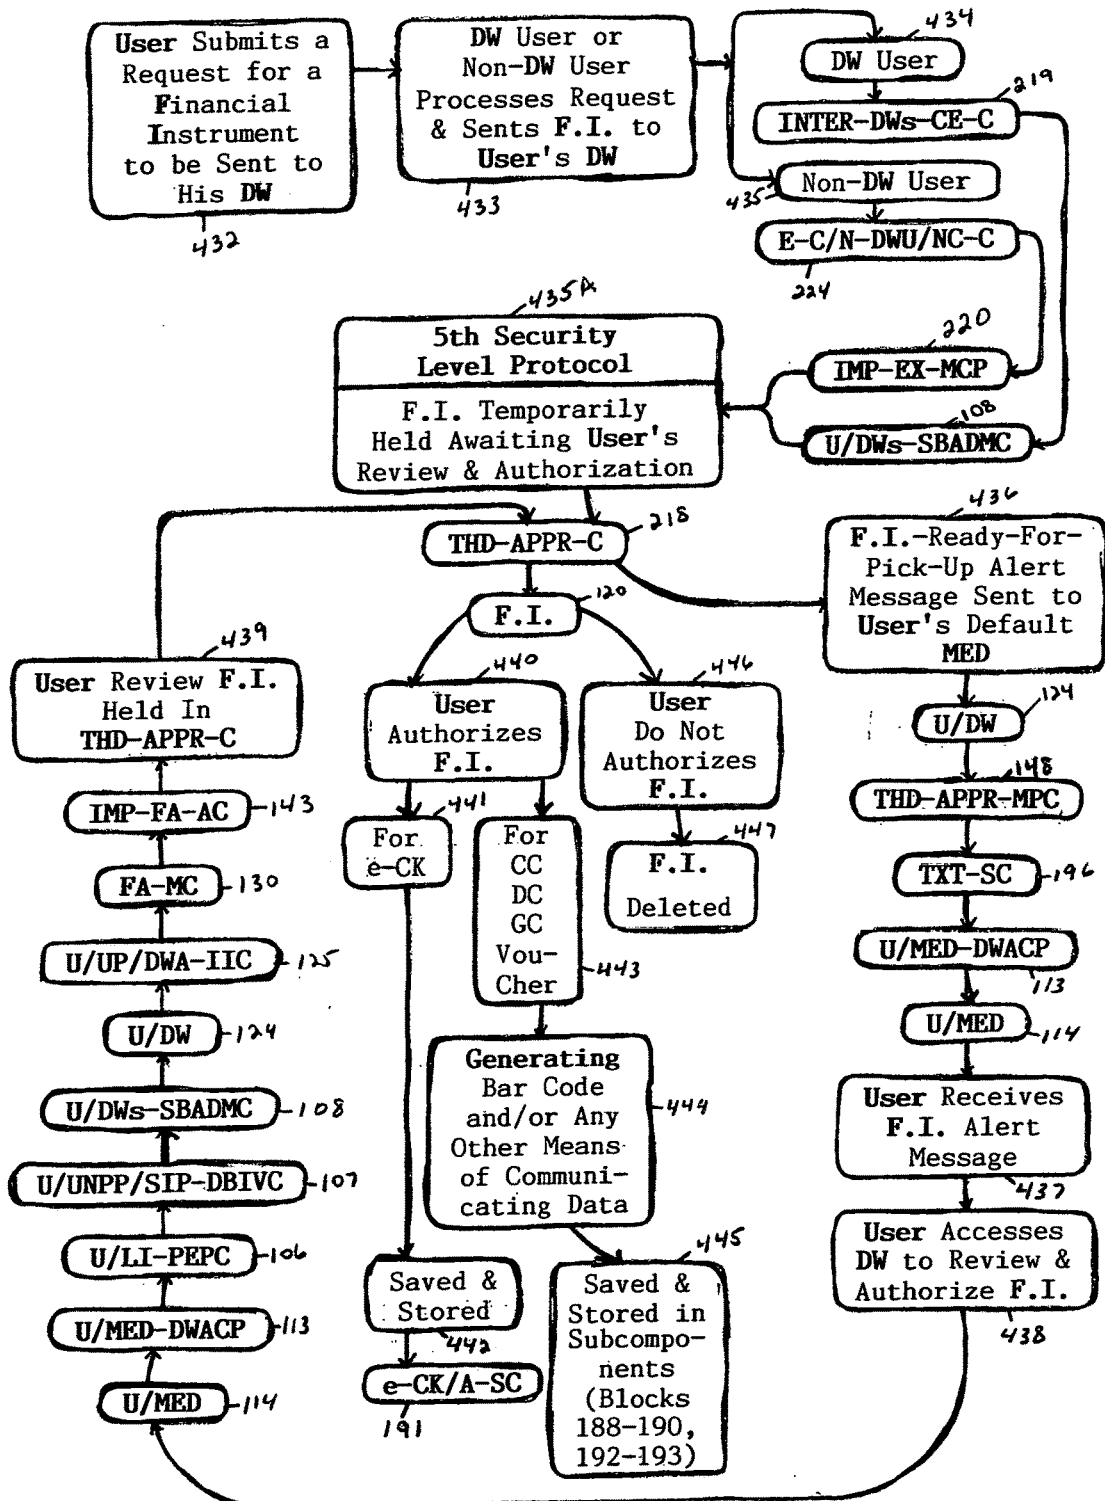 User Submits a
Request for a
Financial
Instrument
to be Sent to
His DW
432
DW User or
Non-DW User
Processes Request
& Sents F.I. to
User's DW
433
434
DW User
219
INTER-DWs-CE-C
Non-DW User
435
E-C/N-DWU/NC-C
224
435A
5th Security
Level Protocol
F.I. Temporarily
Held Awaiting User's
Review & Authorization
220
IMP-EX-MCP
108
U/DWs-SBADMC
218
THD-APPR-C
120
F.I.
436
F.I.-Ready-For-
Pick-Up Alert
Message Sent to
User's Default
MED
124
U/DW
148
THD-APPR-MPC
TXT-SC
196
U/MED-DWACP
113
U/MED
114
User Receives
F.I. Alert
Message
437
User Accesses
DW to Review &
Authorize F.I.
438
439
User Review F.I.
Held In
THD-APPR-C
IMP-FA-AC
143
FA-MC
130
U/UP/DWA-IIC
125
U/DW
124
U/DWs-SBADMC
108
U/UNPP/SIP-DBIVC
107
U/LI-PEPC
106
U/MED-DWACP
113
U/MED
114
440
User
Authorizes
F.I.
441
For
e-CK
For
CC
DC
GC
Vou-
Cher
443
Generating
Bar Code
and/or Any
Other Means
of Communi-
cating Data
444
446
User
Do Not
Authorizes
F.I.
447
F.I.
Deleted
Saved &
Stored
442
e-CK/A-SC
191
445
Saved &
Stored in
Subcompo-
nents
(Blocks
188-190,
192-193)